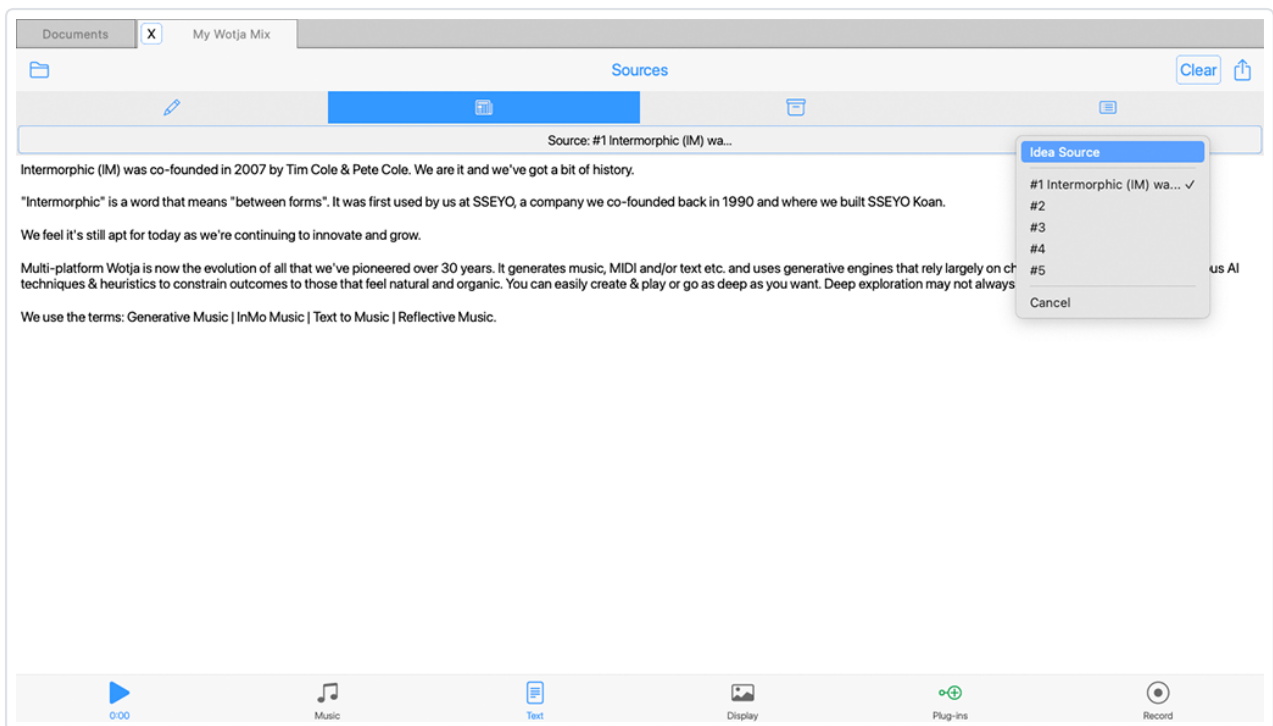 Documents
X
My Wotja Mix
Sources
Clear
Source: #1 Intermorphic (IM) wa...
Intermorphic (IM) was co-founded in 2007 by Tim Cole & Pete Cole. We are it and we've got a bit of history.
"Intermorphic" is a word that means "between forms". It was first used by us at SSEYO, a company we co-founded back in 1990 and where we built SSEYO Koan.
We feel it's still apt for today as we're continuing to innovate and grow.
Multi-platform Wotja is now the evolution of all that we've pioneered over 30 years. It generates music, MIDI and/or text etc. and uses generative engines that rely largely on ch us AI
techniques & heuristics to constrain outcomes to those that feel natural and organic. You can easily create & play or go as deep as you want. Deep exploration may not always
We use the terms: Generative Music | InMo Music | Text to Music | Reflective Music.
Idea Source
#1 Intermorphic (IM) wa... ✓
#2
#3
#4
#5
Cancel
0:00
Music
Text
Display
Plug-ins
Record